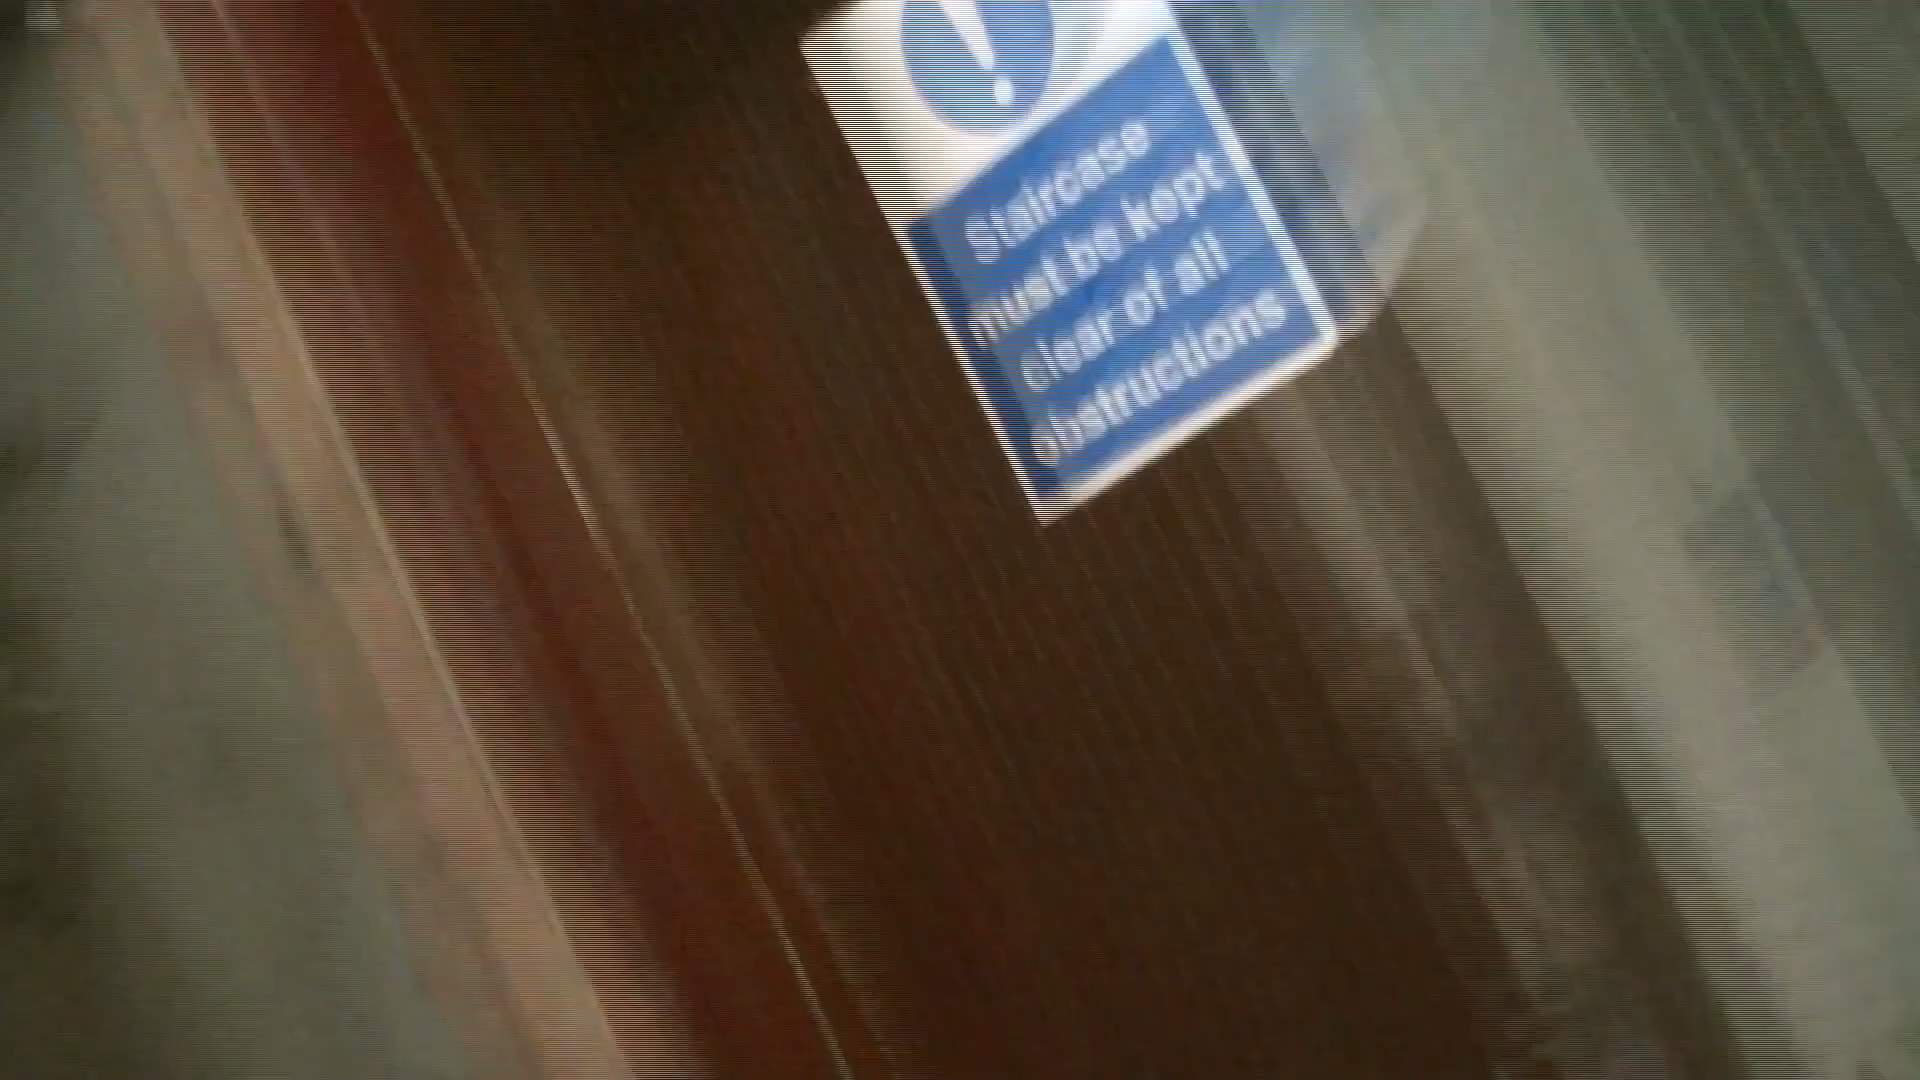 Staircase
must be kept
clear of all
obstructions